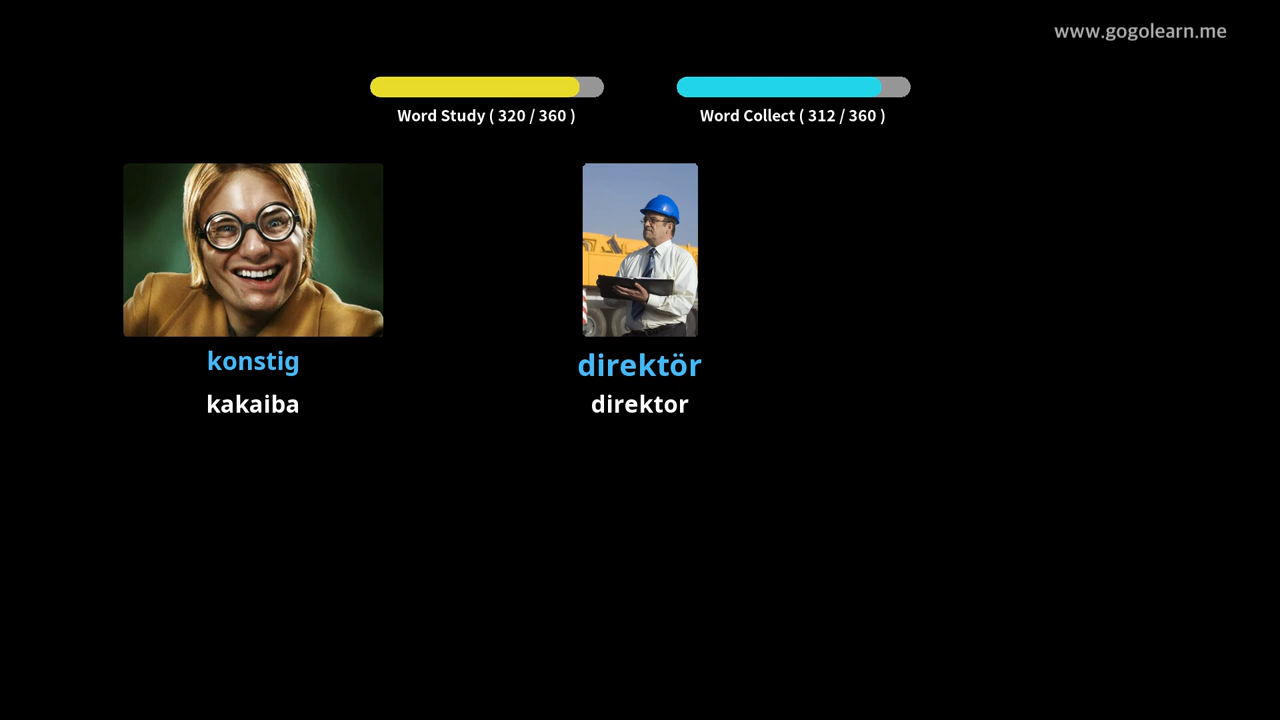 www.gogolearn.me
Word Study ( 320 / 360 )
Word Collect ( 312 / 360 )
konstig
kakaiba
direktör
direktor